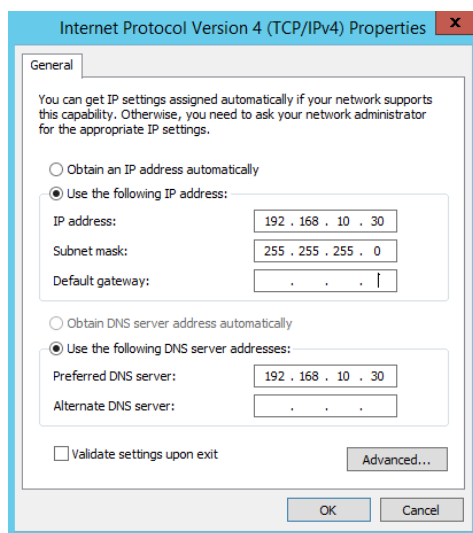 Internet Protocol Version 4 (TCP/IPv4) Properties
x
General
You can get IP settings assigned automatically if your network supports
this capability. Otherwise, you need to ask your network administrator
for the appropriate IP settings.
Obtain an IP address automatically
Use the following IP address:
IP address: 192 . 168 . 10 . 30
Subnet mask: 255 . 255 . 255 . 0
Default gateway: . . .
Obtain DNS server address automatically
Use the following DNS server addresses:
Preferred DNS server: 192 . 168 . 10 . 30
Alternate DNS server: . . .
Validate settings upon exit
Advanced...
OK Cancel